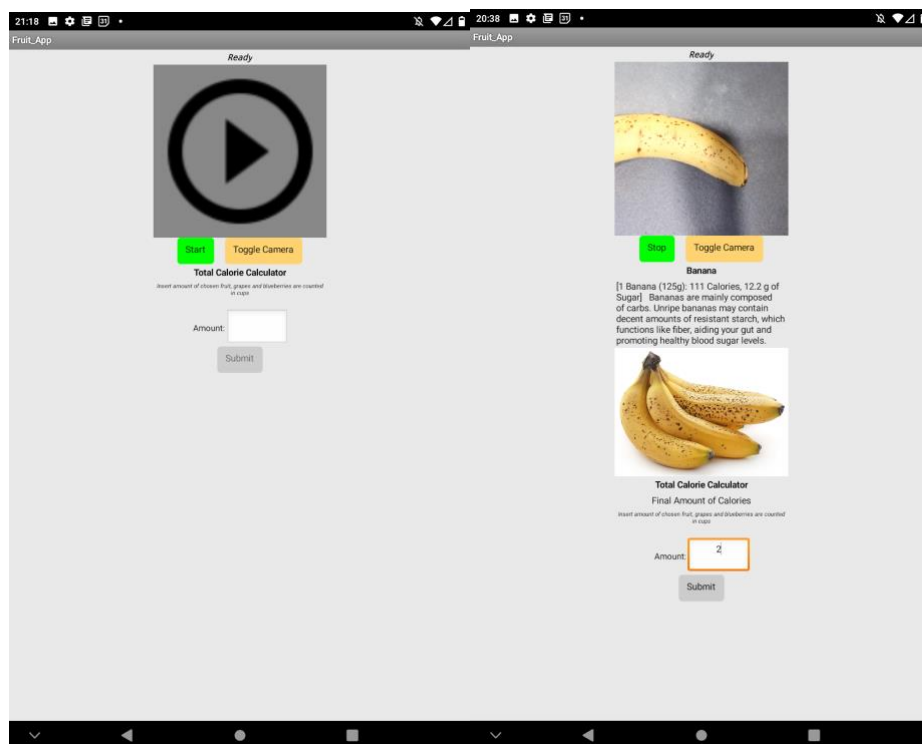 21:18
31
Fruit_App
Ready
Start
Toggle Camera
Total Calorie Calculator
Insert amount of chosen fruit, grapes and blueberries are counted
in cups
Amount:
Submit
20:38
31
Fruit_App
Ready
Stop
Toggle Camera
Banana
[1 Banana (125g): 111 Calories, 12.2 g of
Sugar] Bananas are mainly composed
of carbs. Unripe bananas may contain
decent amounts of resistant starch, which
functions like fiber, aiding your gut and
promoting healthy blood sugar levels.
Total Calorie Calculator
Final Amount of Calories
Insert amount of chosen fruit, grapes and blueberries are counted
in cups
Amount:
2
Submit